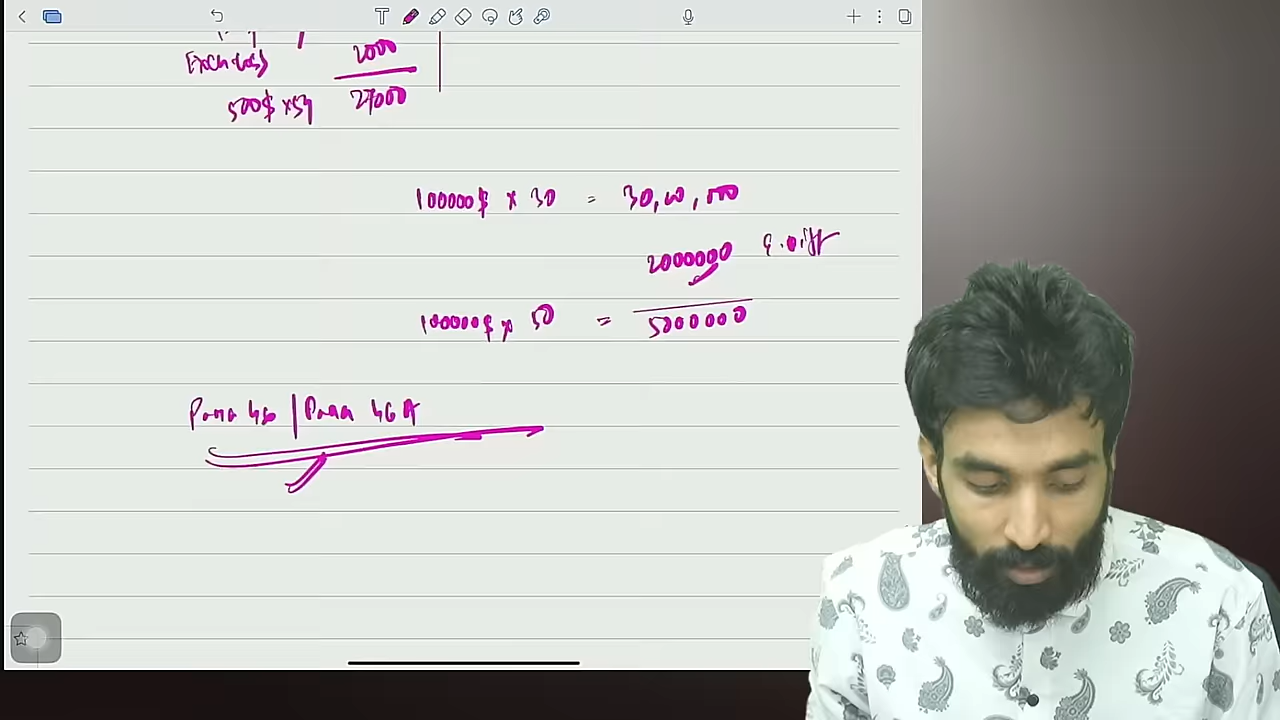 Exch loss 2000
500$ x 54 27000
100000$ x 30 = 30,00,000
2000000 E.diff
100000$ x 50 = 5000000
Para 46 | Para 46A